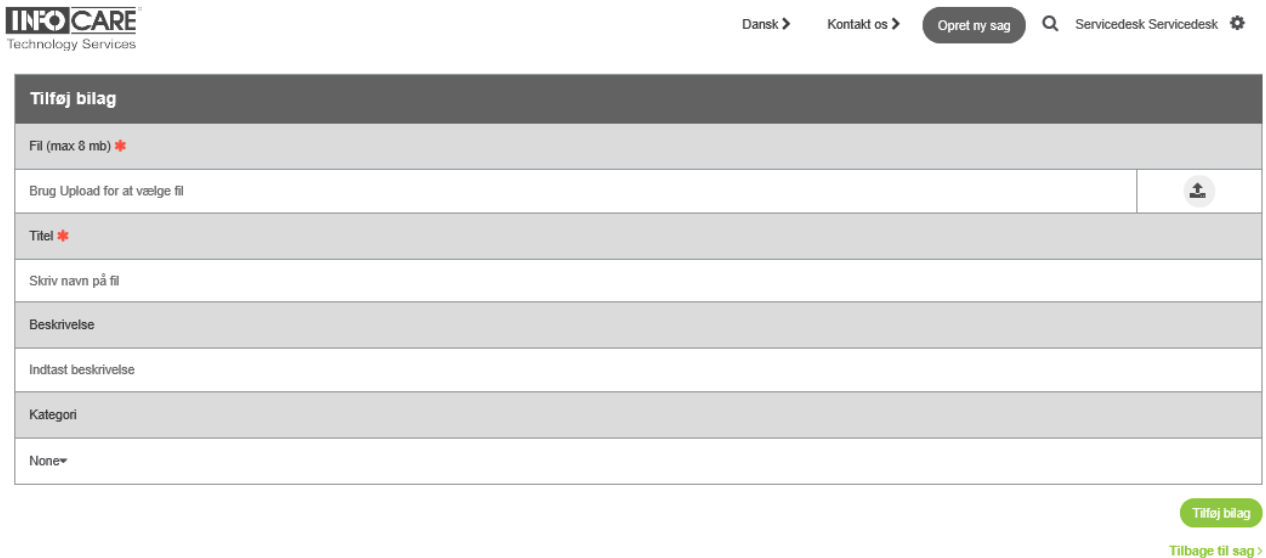 INFOCARE
Technology Services
Dansk
Kontakt os
Opret ny sag
Servicedesk Servicedesk
Tilføj bilag
Fil (max 8 mb) *
Brug Upload for at vælge fil
Titel *
Skriv navn på fil
Beskrivelse
Indtast beskrivelse
Kategori
None
Tilføj bilag
Tilbage til sag